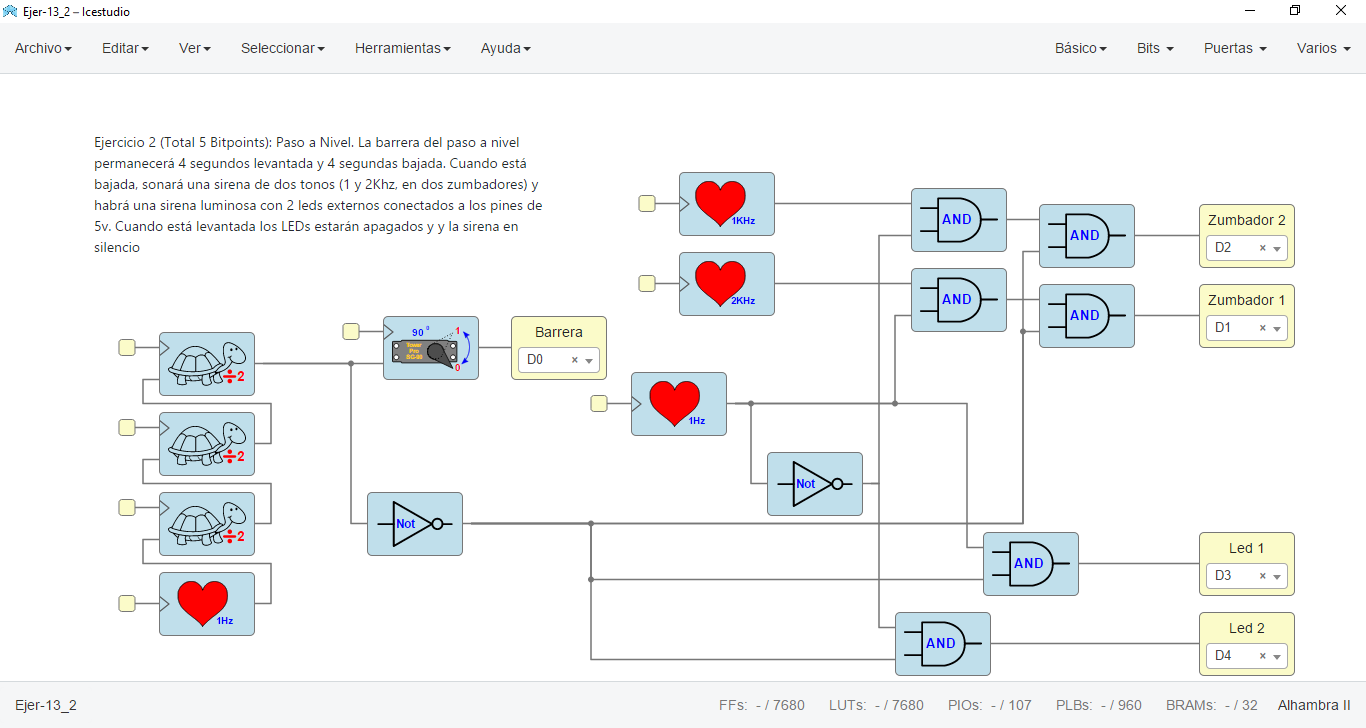 Ejer-13_2 – Icestudio
Archivo Editar Ver Seleccionar Herramientas Ayuda Básico Bits Puertas Varios
Ejercicio 2 (Total 5 Bitpoints): Paso a Nivel. La barrera del paso a nivel
permanecerá 4 segundos levantada y 4 segundas bajada. Cuando está
bajada, sonará una sirena de dos tonos (1 y 2Khz, en dos zumbadores) y
habrá una sirena luminosa con 2 leds externos conectados a los pines de
5v. Cuando está levantada los LEDs estarán apagados y y la sirena en
silencio
1KHz
AND
AND
Zumbador 2
D2 ×
2KHz
AND
AND
Zumbador 1
D1 ×
÷2
90 º
1
Tower
Pro
SG-90
0
Barrera
D0 ×
1Hz
÷2
Not
÷2
Not
AND
Led 1
D3 ×
1Hz
AND
Led 2
D4 ×
Ejer-13_2 FFs: - / 7680 LUTs: - / 7680 PIOs: - / 107 PLBs: - / 960 BRAMs: - / 32 Alhambra II